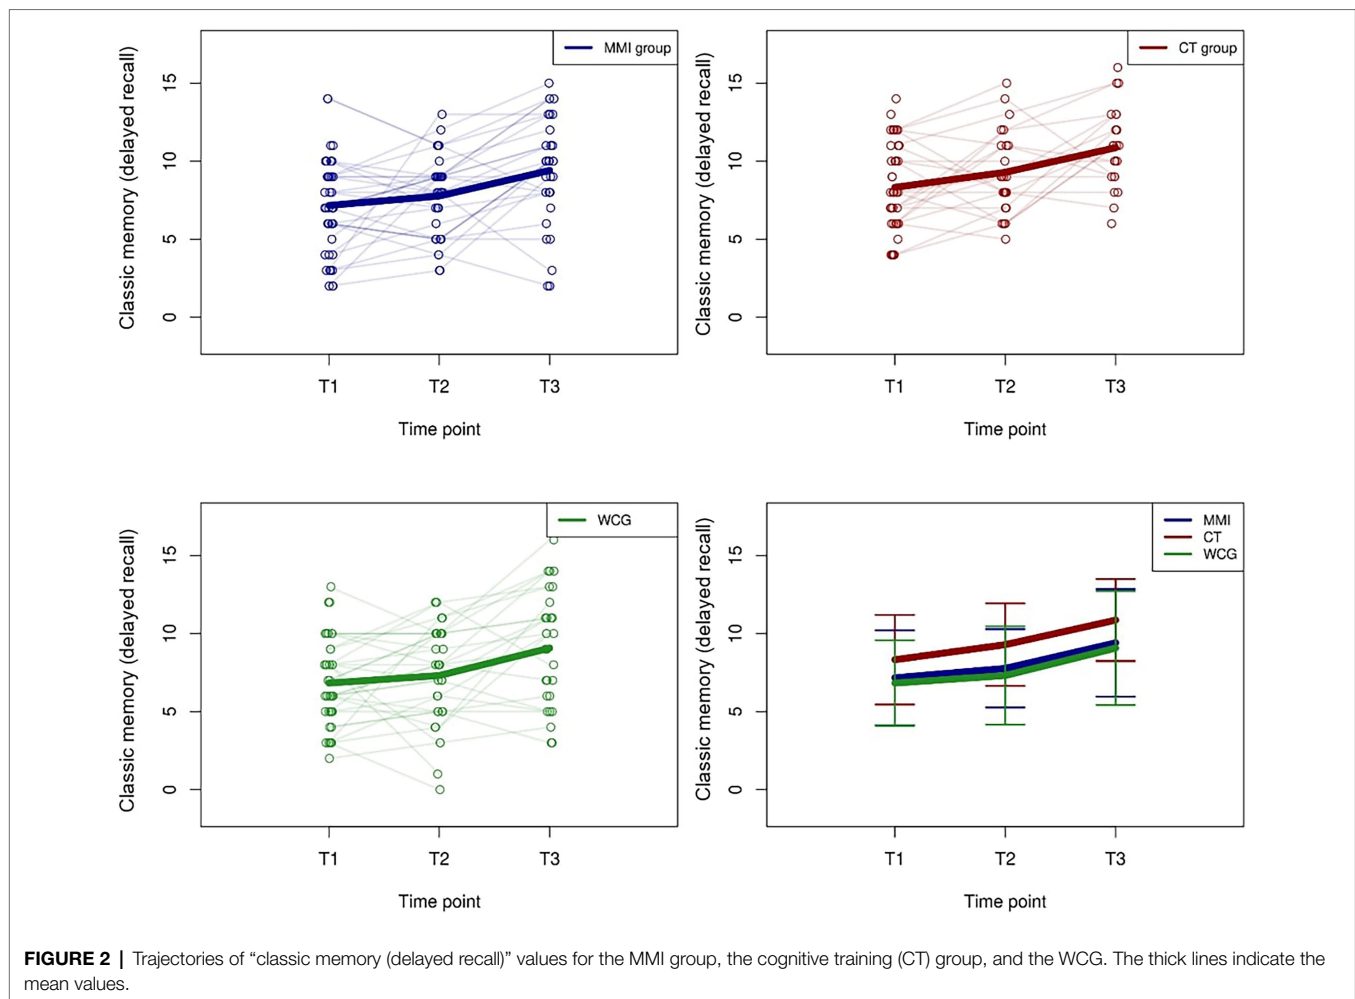 MMI group
Classic memory (delayed recall)
15
10
5
0
T1 T2 T3
Time point
CT group
Classic memory (delayed recall)
15
10
5
0
T1 T2 T3
Time point
WCG
Classic memory (delayed recall)
15
10
5
0
T1 T2 T3
Time point
MMI
CT
WCG
Classic memory (delayed recall)
15
10
5
0
T1 T2 T3
Time point
FIGURE 2 | Trajectories of “classic memory (delayed recall)” values for the MMI group, the cognitive training (CT) group, and the WCG. The thick lines indicate the
mean values.